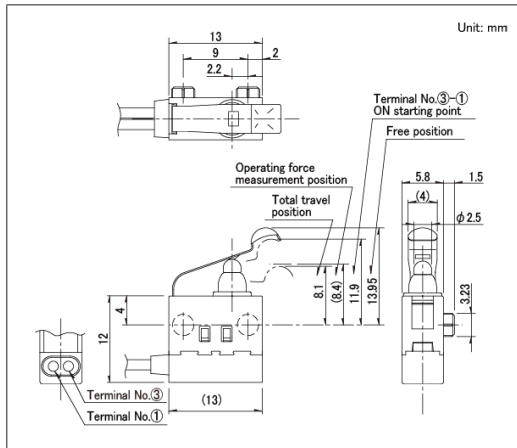 Unit: mm
13
9
2
2.2
Terminal No.③-①
ON starting point
Free position
Operating force
measurement position
Total travel
position
5.8
1.5
(4)
φ2.5
8.1
(8.4)
11.9
13.95
3.23
4
12
(13)
Terminal No.③
Terminal No.①